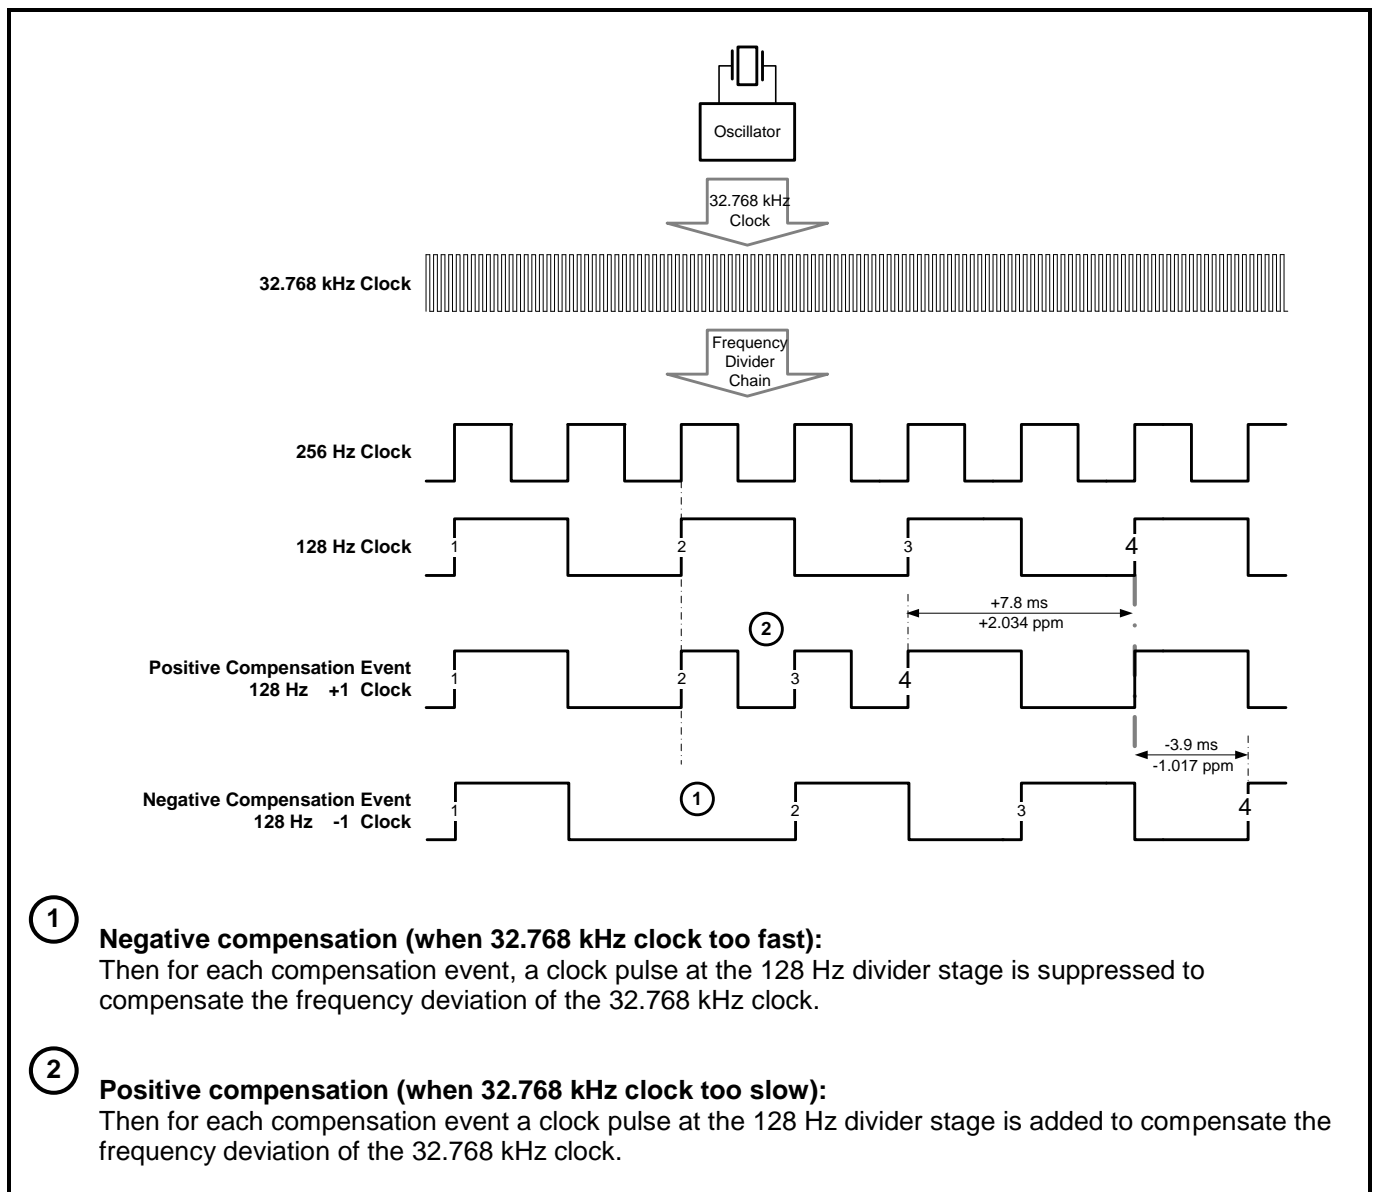 Oscillator
32.768 kHz
Clock
32.768 kHz Clock
Frequency
Divider
Chain
256 Hz Clock
128 Hz Clock
1
2
3
4
+7.8 ms
+2.034 ppm
2
Positive Compensation Event
128 Hz +1 Clock
1
2
3
4
-3.9 ms
-1.017 ppm
Negative Compensation Event
128 Hz -1 Clock
1
1
2
3
4
1
Negative compensation (when 32.768 kHz clock too fast):
Then for each compensation event, a clock pulse at the 128 Hz divider stage is suppressed to
compensate the frequency deviation of the 32.768 kHz clock.
2
Positive compensation (when 32.768 kHz clock too slow):
Then for each compensation event a clock pulse at the 128 Hz divider stage is added to compensate the
frequency deviation of the 32.768 kHz clock.